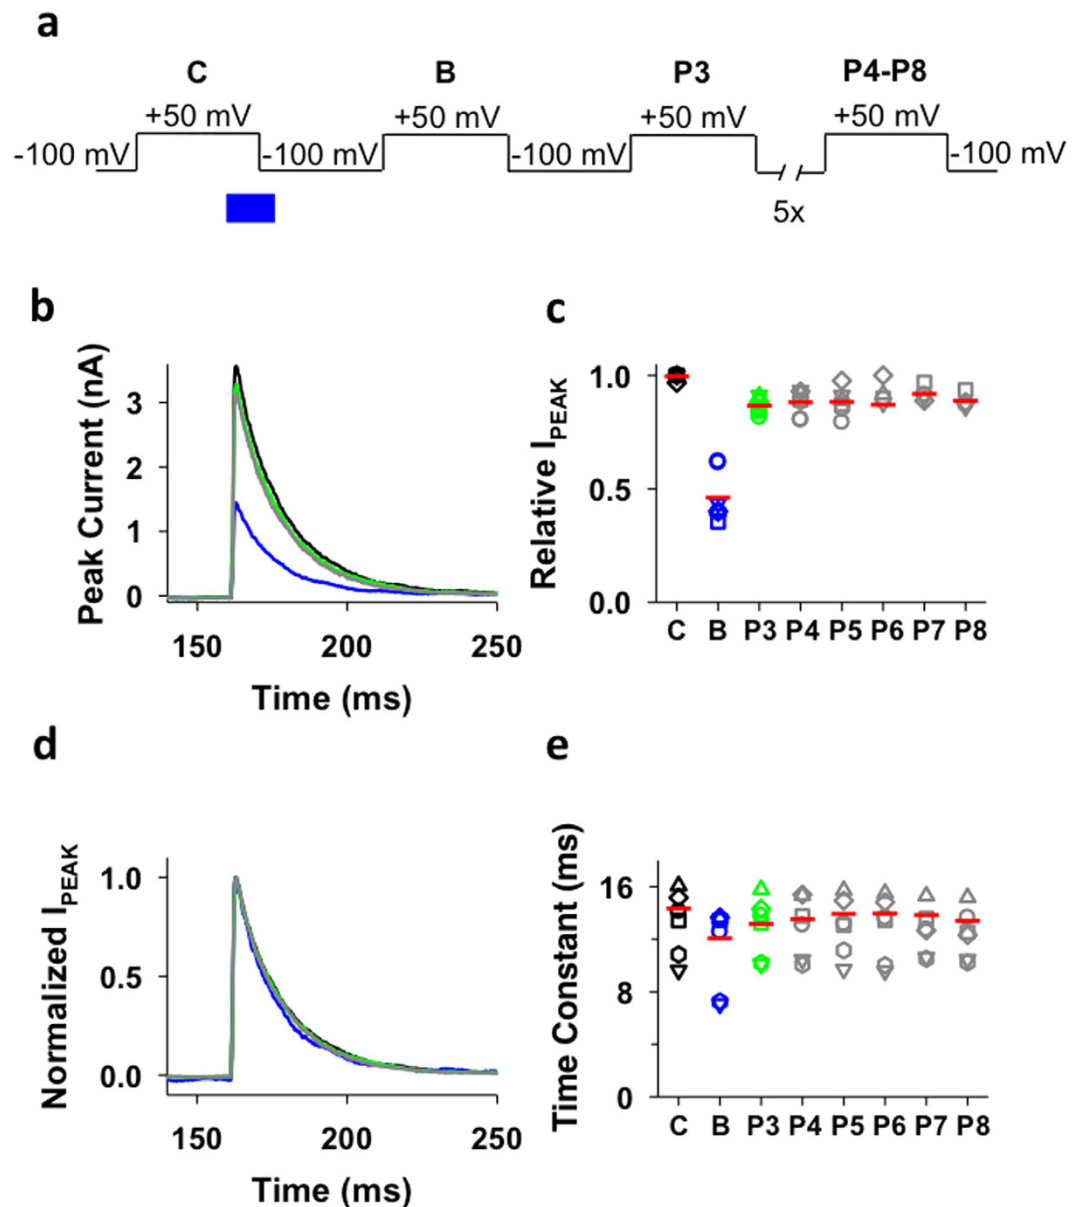 a
C B P3 P4-P8
+50 mV +50 mV +50 mV +50 mV
-100 mV -100 mV -100 mV -100 mV
5x
b
Peak Current (nA)
3
2
1
0
150 200 250
Time (ms)
c
Relative IPEAK
1.0
0.5
0.0
C B P3 P4 P5 P6 P7 P8
d
Normalized IPEAK
1.0
0.5
0.0
150 200 250
Time (ms)
e
Time Constant (ms)
16
8
0
C B P3 P4 P5 P6 P7 P8